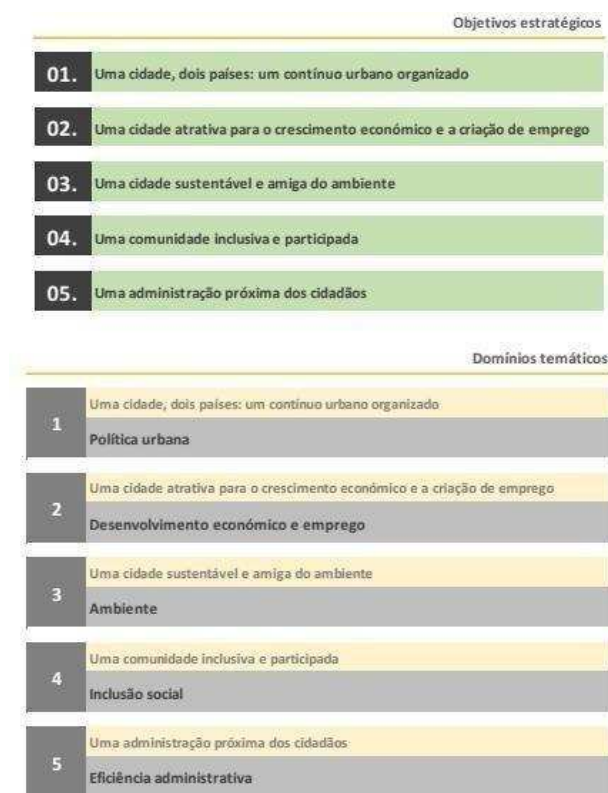 Objetivos estratégicos
01. Uma cidade, dois países: um contínuo urbano organizado
02. Uma cidade atrativa para o crescimento económico e a criação de emprego
03. Uma cidade sustentável e amiga do ambiente
04. Uma comunidade inclusiva e participada
05. Uma administração próxima dos cidadãos
Domínios temáticos
1
Uma cidade, dois países: um contínuo urbano organizado
Política urbana
2
Uma cidade atrativa para o crescimento económico e a criação de emprego
Desenvolvimento económico e emprego
3
Uma cidade sustentável e amiga do ambiente
Ambiente
4
Uma comunidade inclusiva e participada
Inclusão social
5
Uma administração próxima dos cidadãos
Eficiência administrativa